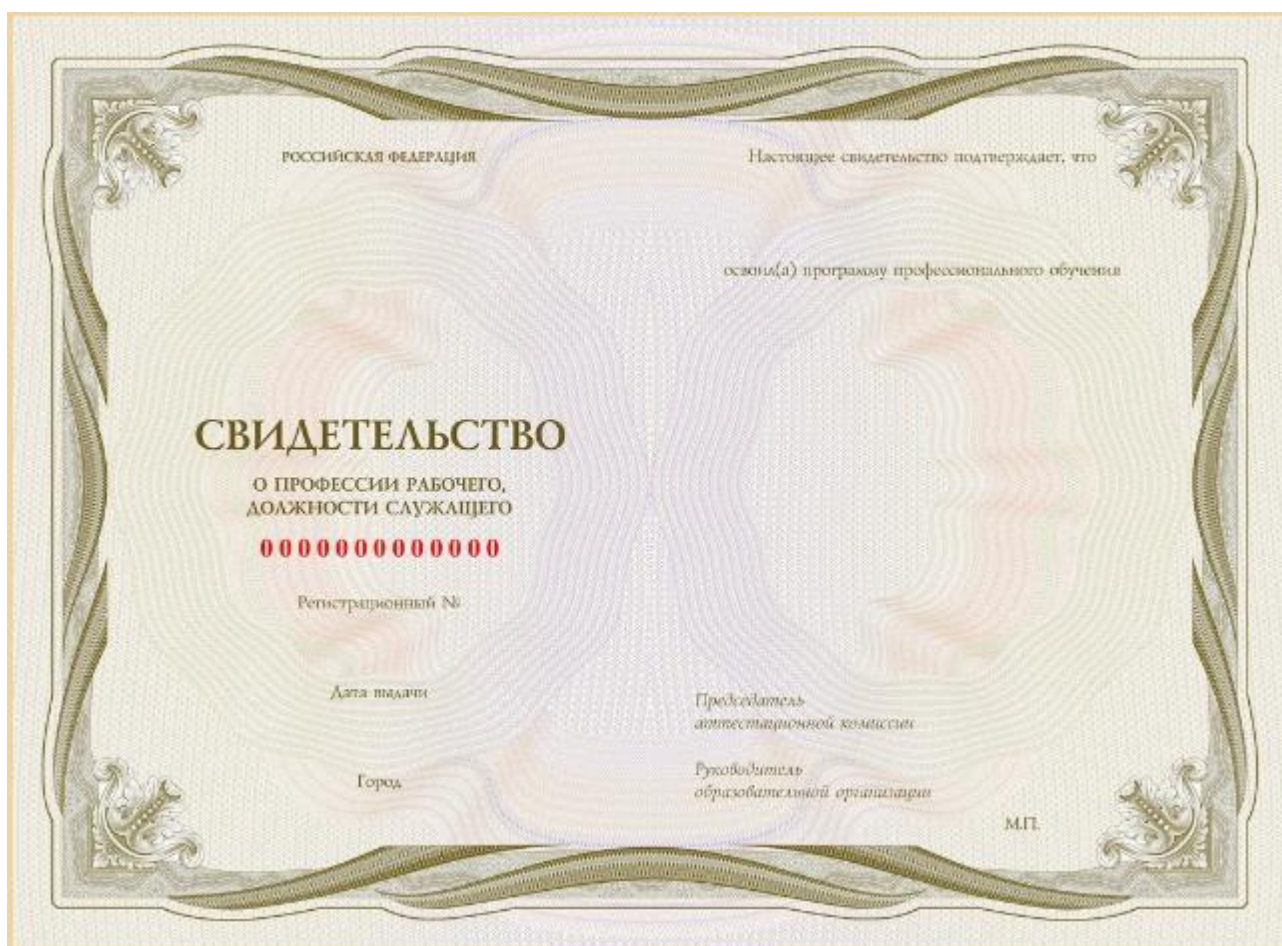 РОССИЙСКАЯ ФЕДЕРАЦИЯ
СВИДЕТЕЛЬСТВО
О ПРОФЕССИИ РАБОЧЕГО,
ДОЛЖНОСТИ СЛУЖАЩЕГО
0000000000000
Регистрационный №
Дата выдачи
Город
Настоящее свидетельство подтверждает, что
освоил(а) программу профессионального обучения
Председатель
аттестационной комиссии
Руководитель
образовательной организации
М.П.